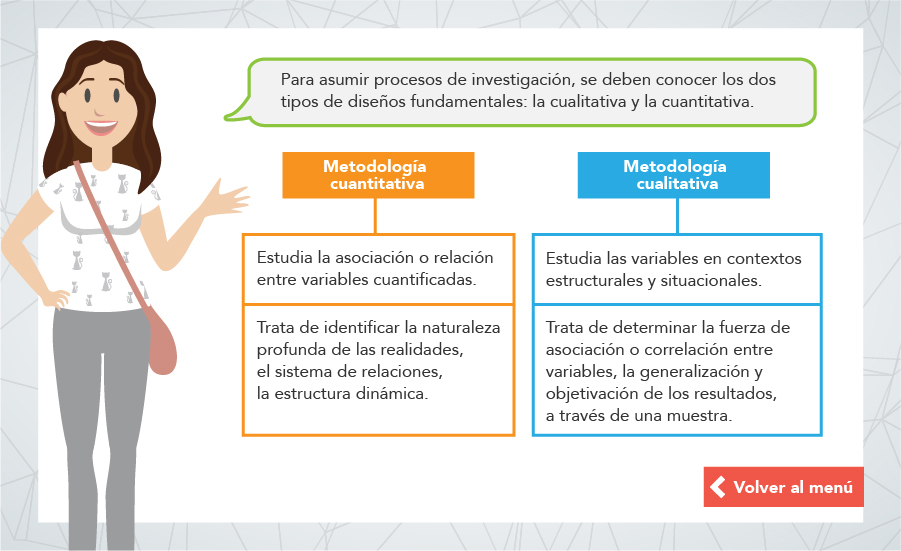 Para asumir procesos de investigación, se deben conocer los dos
tipos de diseños fundamentales: la cualitativa y la cuantitativa.
Metodología
cuantitativa
Estudia la asociación o relación
entre variables cuantificadas.
Trata de identificar la naturaleza
profunda de las realidades,
el sistema de relaciones,
la estructura dinámica.
Metodología
cualitativa
Estudia las variables en contextos
estructurales y situacionales.
Trata de determinar la fuerza de
asociación o correlación entre
variables, la generalización y
objetivación de los resultados,
a través de una muestra.
Volver al menú